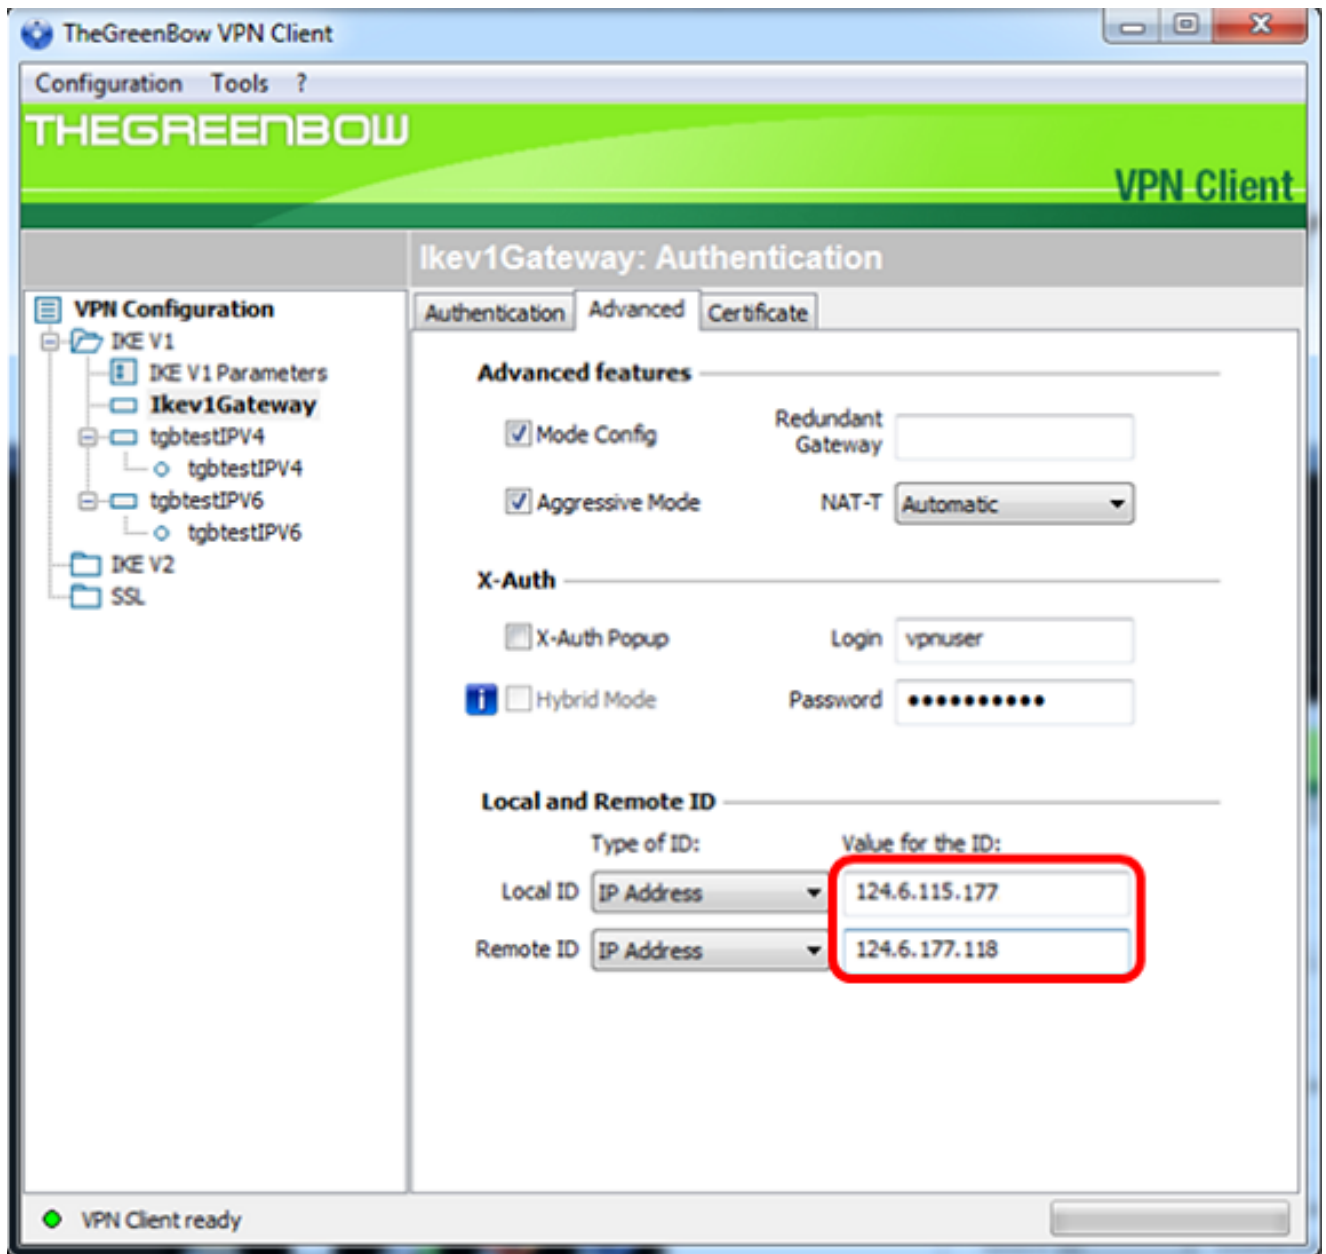 TheGreenBow VPN Client
Configuration Tools ?
THEGREENBOW
VPN Client
Ikev1Gateway: Authentication
VPN Configuration
IKE V1
IKE V1 Parameters
Ikev1Gateway
tgbtestIPV4
tgbtestIPV4
tgbtestIPV6
tgbtestIPV6
IKE V2
SSL
Authentication Advanced Certificate
Advanced features
Mode Config Redundant Gateway
Aggressive Mode NAT-T Automatic
X-Auth
X-Auth Popup Login vpnuser
i Hybrid Mode Password ••••••••••
Local and Remote ID
Type of ID: Value for the ID:
Local ID IP Address 124.6.115.177
Remote ID IP Address 124.6.177.118
VPN Client ready